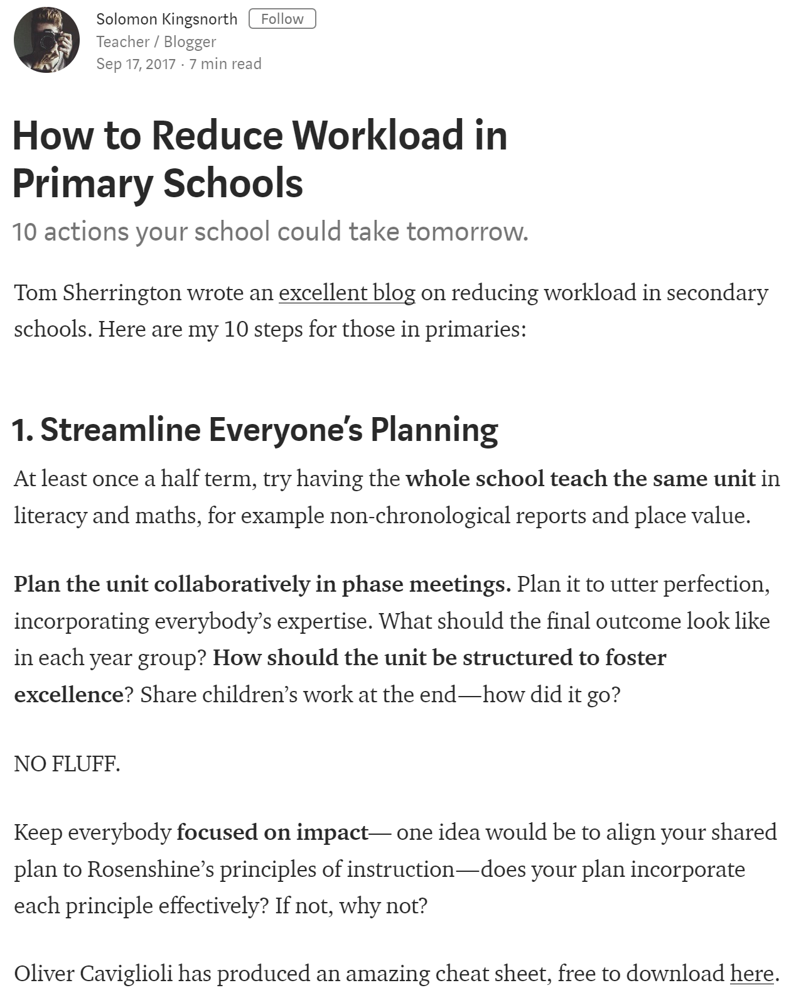 Solomon Kingsnorth Follow
Teacher / Blogger
Sep 17, 2017 · 7 min read
How to Reduce Workload in
Primary Schools
10 actions your school could take tomorrow.
Tom Sherrington wrote an excellent blog on reducing workload in secondary
schools. Here are my 10 steps for those in primaries:
1. Streamline Everyone’s Planning
At least once a half term, try having the whole school teach the same unit in
literacy and maths, for example non-chronological reports and place value.
Plan the unit collaboratively in phase meetings. Plan it to utter perfection,
incorporating everybody’s expertise. What should the final outcome look like
in each year group? How should the unit be structured to foster
excellence? Share children’s work at the end—how did it go?
NO FLUFF.
Keep everybody focused on impact— one idea would be to align your shared
plan to Rosenshine’s principles of instruction—does your plan incorporate
each principle effectively? If not, why not?
Oliver Caviglioli has produced an amazing cheat sheet, free to download here.